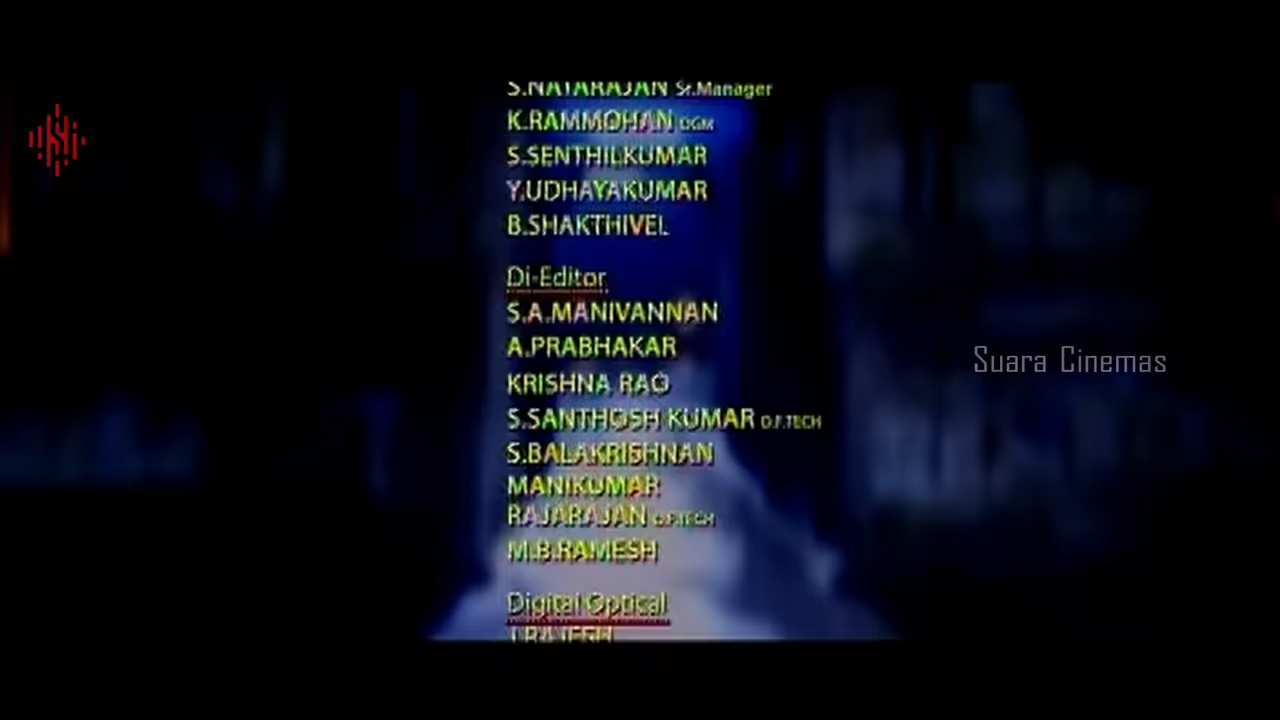 S.NATARAJAN Sr.Manager
K.RAMMOHAN DGM
S.SENTHILKUMAR
Y.UDHAYAKUMAR
B.SHAKTHIVEL
Di-Editor
S.A.MANIVANNAN
A.PRABHAKAR
KRISHNA RAO
S.SANTHOSH KUMAR D.F.TECH
S.BALAKRISHNAN
MANIKUMAR
RAJARAJAN D.F.TECH
M.B.RAMESH
Digital Optical
J.RAJESH
Suara Cinemas